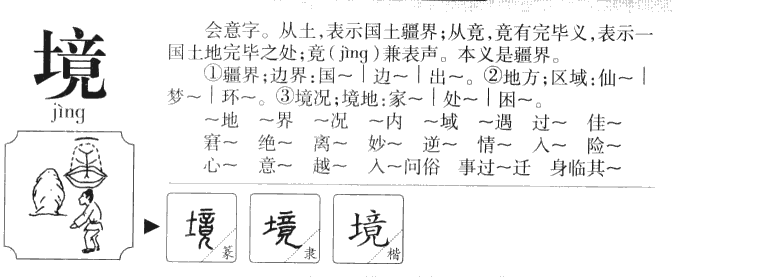 境
jìng
会意字。从土,表示国土疆界;从竟,竟有完毕义,表示一
国土地完毕之处;竟(jìng)兼表声。本义是疆界。
①疆界;边界:国～｜边～｜出～。②地方;区域:仙～｜
梦～｜环～。③境况;境地:家～｜处～｜困～。
～地 ～界 ～况 ～内 ～域 ～遇 过～ 佳～
窘～ 绝～ 离～ 妙～ 逆～ 情～ 入～ 险～
心～ 意～ 越～ 入～问俗 事过～迁 身临其～
境 篆
境 隶
境 楷